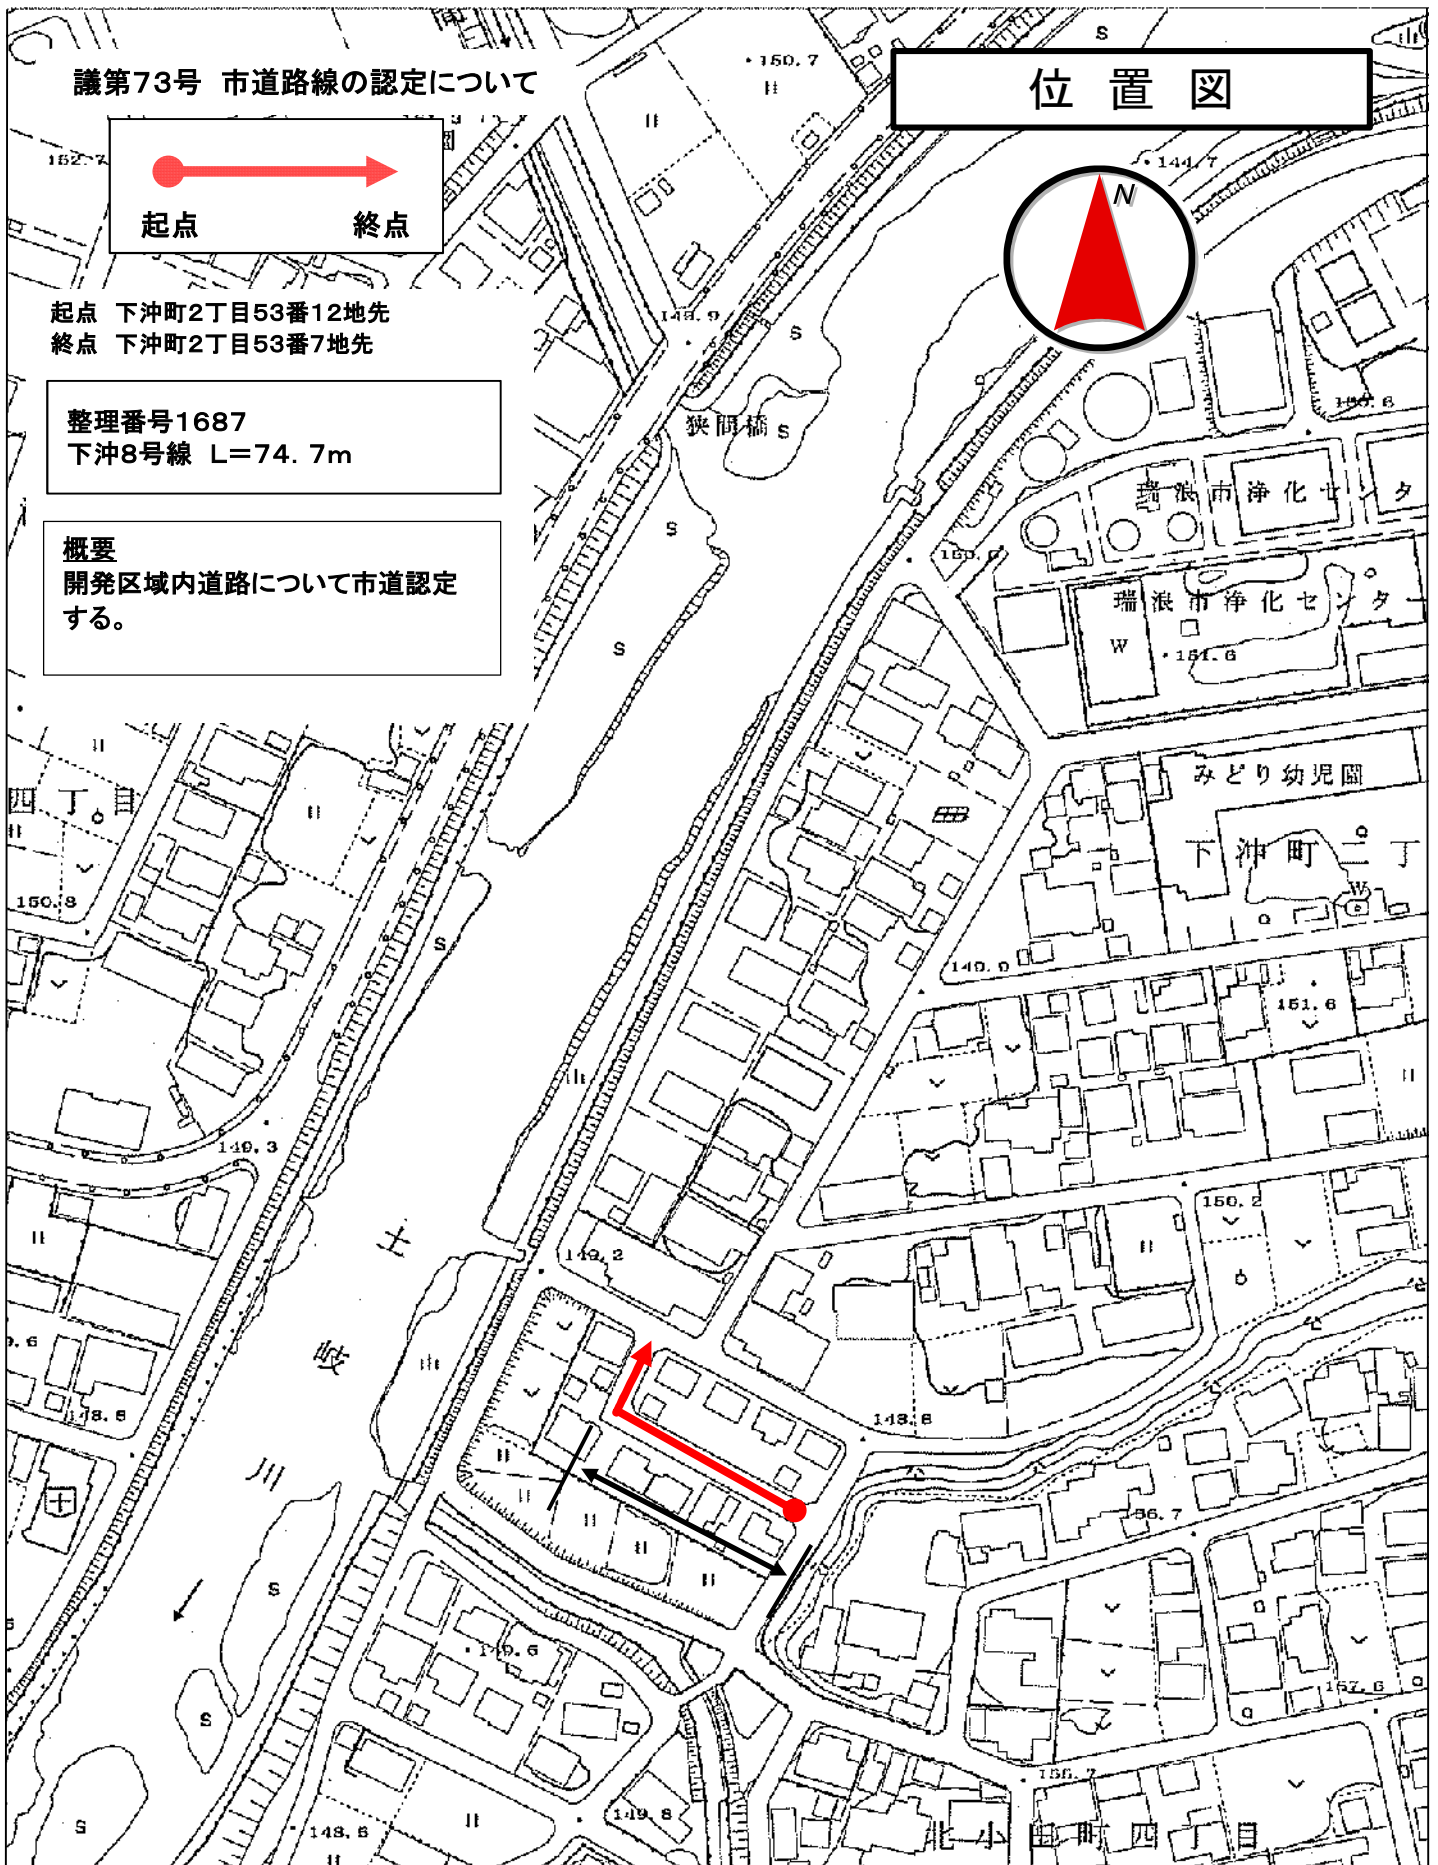 議第73号 市道路線の認定について
位 置 図
起点 終点
N
起点 下沖町2丁目53番12地先
終点 下沖町2丁目53番7地先
整理番号1687
下沖8号線 L=74.7m
概要
開発区域内道路について市道認定
する。
150.7
144.7
狭間橋
瑞浪市浄化センタ
瑞浪市浄化センター
W
151.6
みどり幼児園
四丁目
下沖町二丁
150.8
151.6
149.3
150.2
149.2
土
岐
川
148.8
156.7
149.6
157.6
149.8
148.6
北小田町四丁目
S